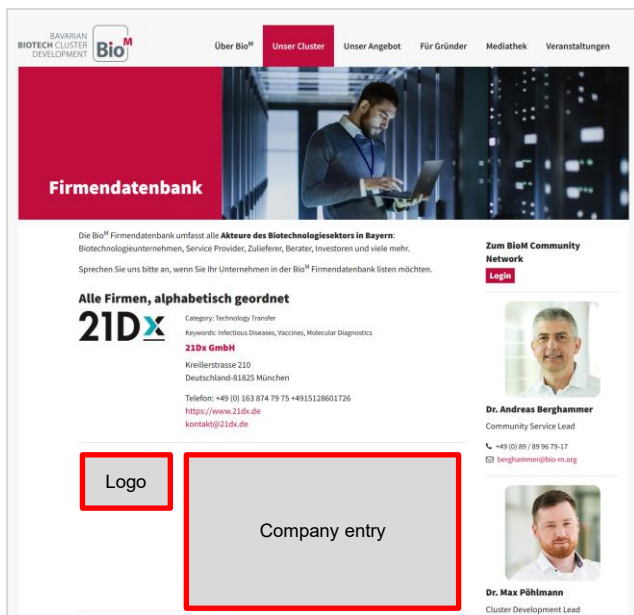 BAVARIAN
BIOTECH CLUSTER
DEVELOPMENT
BioM
Über BioM
Unser Cluster
Unser Angebot
Für Gründer
Mediathek
Veranstaltungen
Firmendatenbank
Die BioM Firmendatenbank umfasst alle Akteure des Biotechnologiesektors in Bayern:
Biotechnologieunternehmen, Service Provider, Zulieferer, Berater, Investoren und viele mehr.
Sprechen Sie uns bitte an, wenn Sie Ihr Unternehmen in der BioM Firmendatenbank listen möchten.
Zum BioM Community
Network
Login
Alle Firmen, alphabetisch geordnet
21Dx
Category: Technology Transfer
Keywords: Infectious Diseases, Vaccines, Molecular Diagnostics
21Dx GmbH
Kreillerstrasse 210
Deutschland-81825 München
Telefon: +49 (0) 163 874 79 75 +4915128601726
https://www.21dx.de
kontakt@21dx.de
Dr. Andreas Berghammer
Community Service Lead
+49 (0) 89 / 89 96 79-17
berghammer@bio-m.org
Logo
Company entry
Dr. Max Pöhlmann
Cluster Development Lead